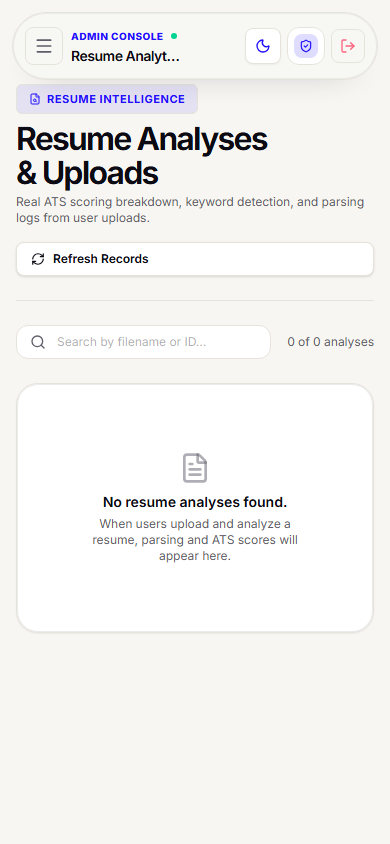 ADMIN CONSOLE
Resume Analyt...
RESUME INTELLIGENCE
Resume Analyses
& Uploads
Real ATS scoring breakdown, keyword detection, and parsing
logs from user uploads.
Refresh Records
Search by filename or ID...
0 of 0 analyses
No resume analyses found.
When users upload and analyze a
resume, parsing and ATS scores will
appear here.